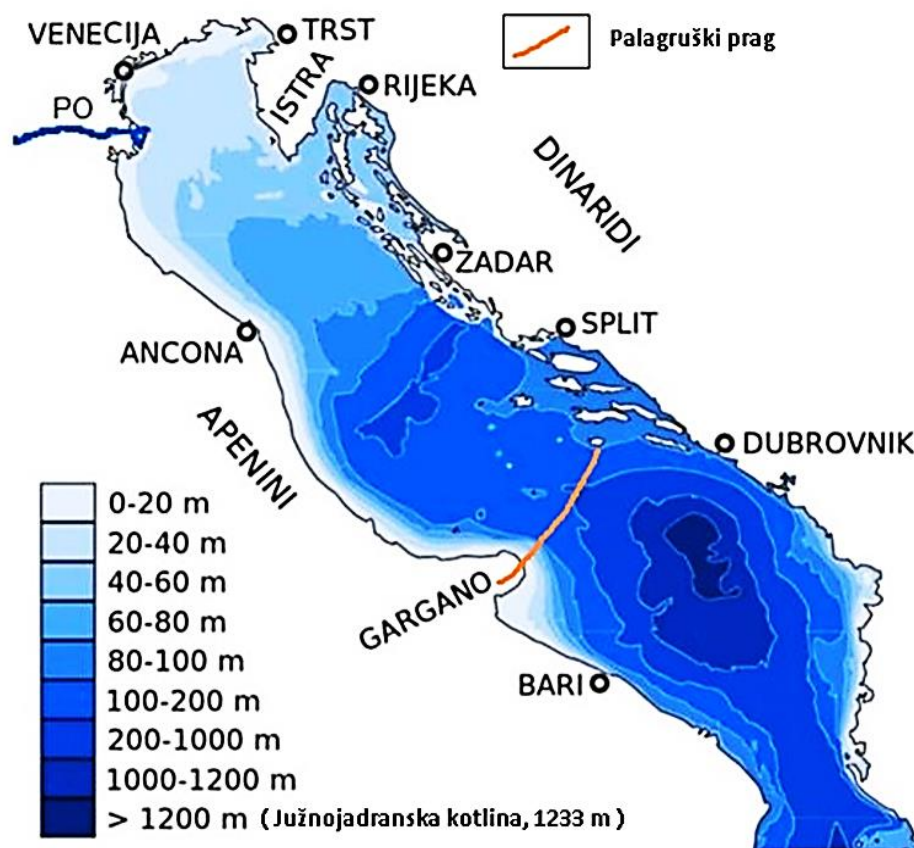 VENECIJA
TRST
Palagruški prag
ISTRA
RIJEKA
PO
DINARIDI
ZADAR
SPLIT
ANCONA
APENINI
DUBROVNIK
GARGANO
BARI
0-20 m
20-40 m
40-60 m
60-80 m
80-100 m
100-200 m
200-1000 m
1000-1200 m
> 1200 m ( Južnojadranska kotlina, 1233 m )